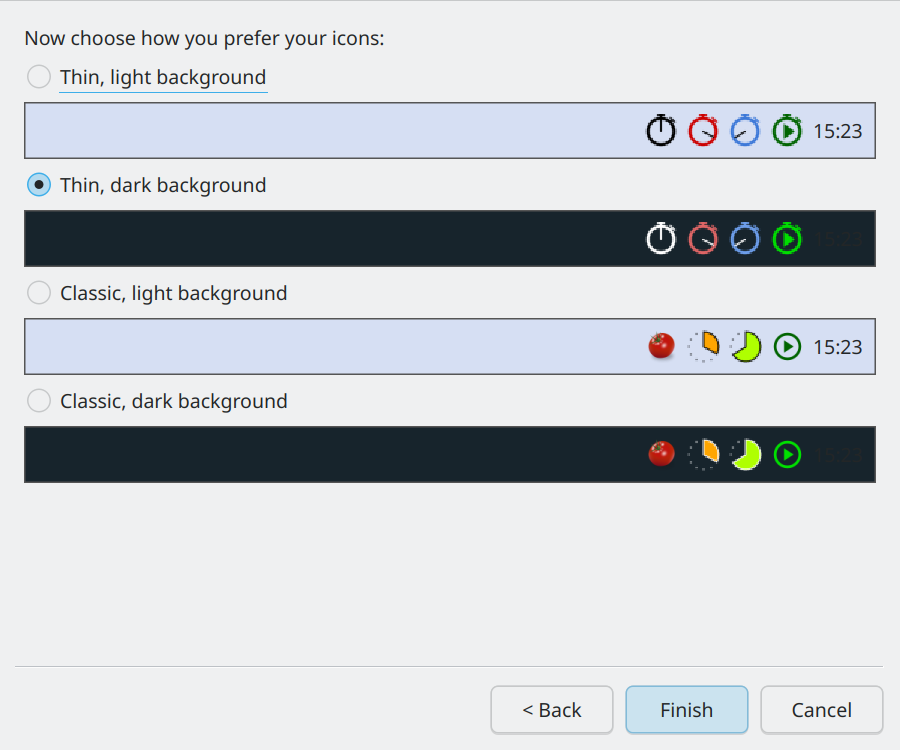 Now choose how you prefer your icons:
Thin, light background
15:23
Thin, dark background
15:23
Classic, light background
15:23
Classic, dark background
15:23
< Back
Finish
Cancel